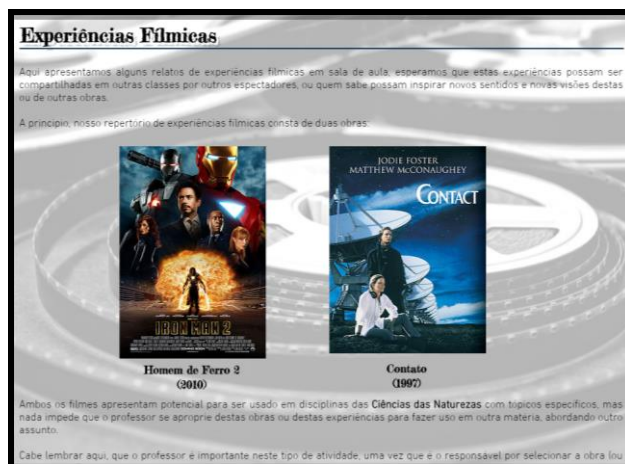 Experiências Fílmicas
Aqui apresentamos alguns relatos de experiências fílmicas em sala de aula, esperamos que estas experiências possam ser
compartilhadas em outras classes por outros espectadores, ou quem sabe possam inspirar novos sentidos e novas visões destas
ou de outras obras.
A princípio, nosso repertório de experiências fílmicas consta de duas obras:
JODIE FOSTER
MATTHEW McCONAUGHEY
CONTACT
IRON MAN 2
Homem de Ferro 2
(2010)
Contato
(1997)
Ambos os filmes apresentam potencial para ser usado em disciplinas das Ciências das Naturezas com tópicos específicos, mas
nada impede que o professor se aproprie destas obras ou destas experiências para fazer uso em outra matéria, abordando outro
assunto.
Cabe lembrar aqui, que o professor é importante neste tipo de atividade, uma vez que é o responsável por selecionar a obra (ou